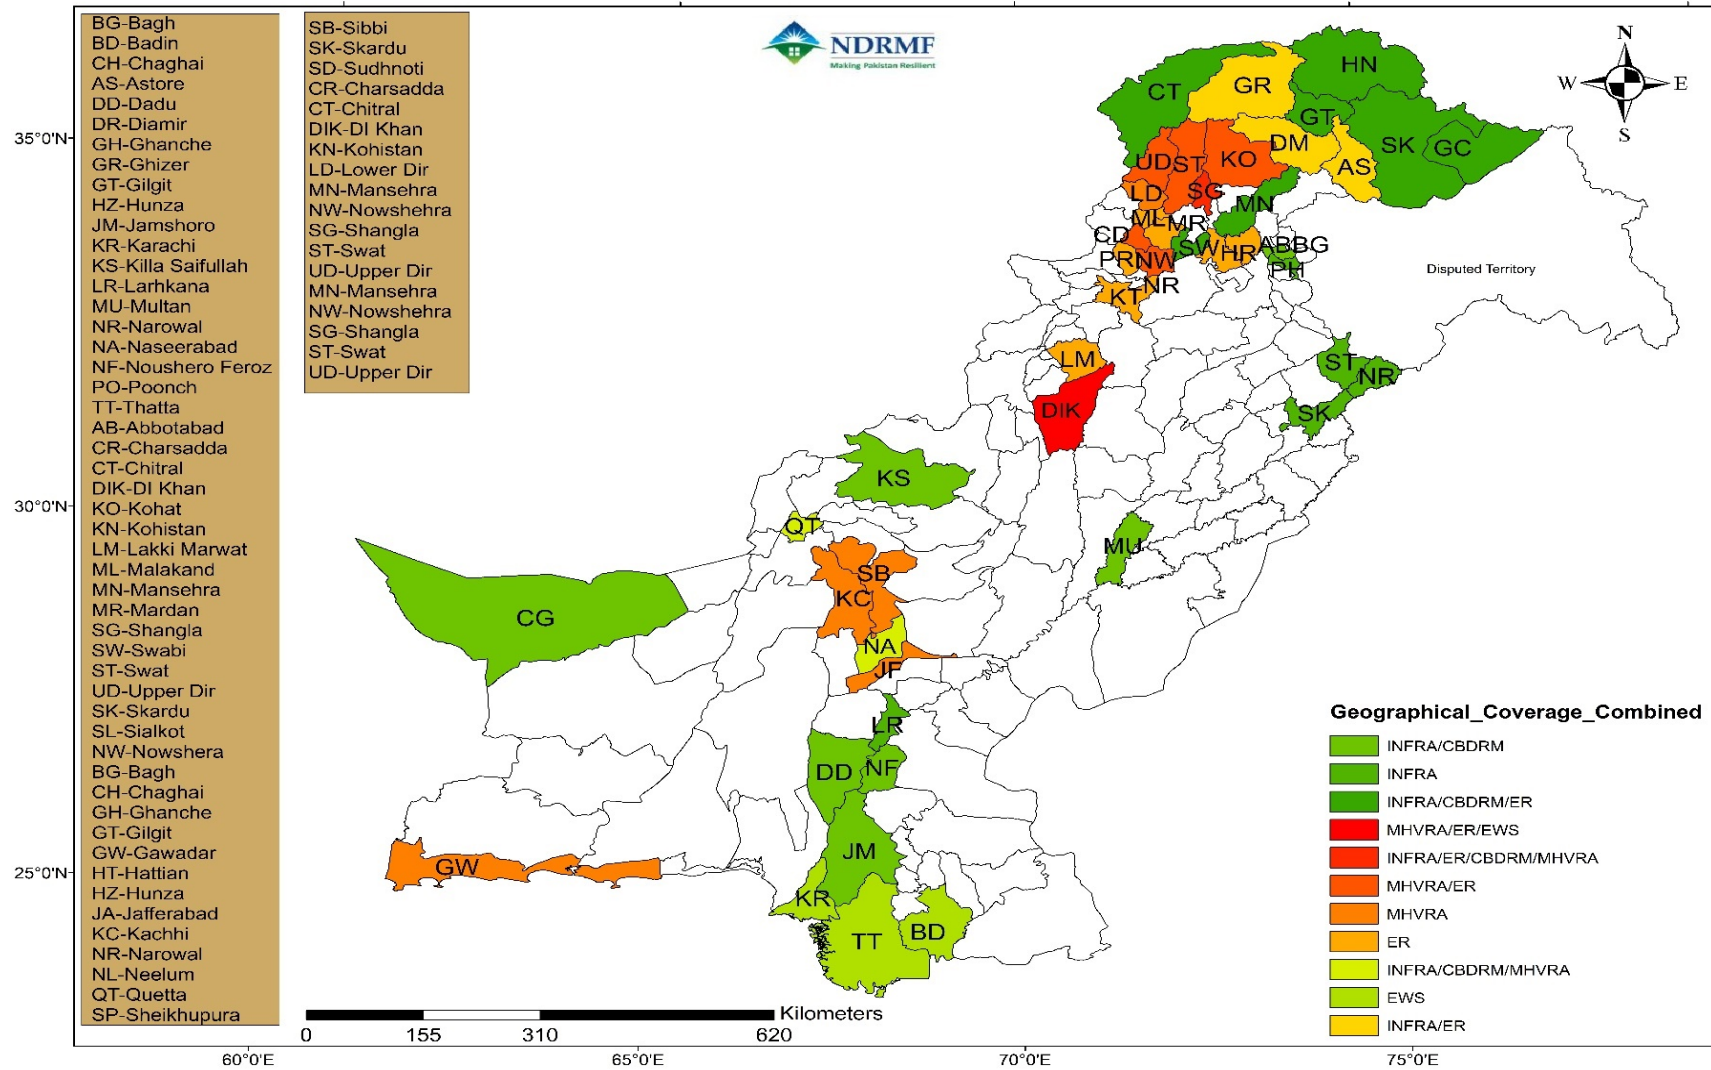 BG-Bagh
BD-Badin
CH-Chaghai
AS-Astore
DD-Dadu
DR-Diamir
GH-Ghanche
GR-Ghizer
GT-Gilgit
HZ-Hunza
JM-Jamshoro
KR-Karachi
KS-Killa Saifullah
LR-Larhkana
MU-Multan
NR-Narowal
NA-Naseerabad
NF-Noushero Feroz
PO-Poonch
TT-Thatta
AB-Abbotabad
CR-Charsadda
CT-Chitral
DIK-DI Khan
KO-Kohat
KN-Kohistan
LM-Lakki Marwat
ML-Malakand
MN-Mansehra
MR-Mardan
SG-Shangla
SW-Swabi
ST-Swat
UD-Upper Dir
SK-Skardu
SL-Sialkot
NW-Nowshera
BG-Bagh
CH-Chaghai
GH-Ghanche
GT-Gilgit
GW-Gawadar
HT-Hattian
HZ-Hunza
JA-Jafferabad
KC-Kachhi
NR-Narowal
NL-Neelum
QT-Quetta
SP-Sheikhupura
SB-Sibbi
SK-Skardu
SD-Sudhnoti
CR-Charsadda
CT-Chitral
DIK-DI Khan
KN-Kohistan
LD-Lower Dir
MN-Mansehra
NW-Nowshehra
SG-Shangla
ST-Swat
UD-Upper Dir
MN-Mansehra
NW-Nowshehra
SG-Shangla
ST-Swat
UD-Upper Dir
NDRMF
Making Pakistan Resilient
N
W
E
S
HN
CT
GR
GT
DM
SK
GC
AS
UD
ST
KO
SG
LD
MN
ML
MR
CD
SW
HR
AB
BG
PR
NW
PH
NR
KT
Disputed Territory
LM
ST
NR
DIK
SK
KS
QT
MU
SB
KC
CG
NA
JF
LR
DD
NF
JM
GW
KR
TT
BD
Geographical_Coverage_Combined
INFRA/CBDRM
INFRA
INFRA/CBDRM/ER
MHVRA/ER/EWS
INFRA/ER/CBDRM/MHVRA
MHVRA/ER
MHVRA
ER
INFRA/CBDRM/MHVRA
EWS
INFRA/ER
Kilometers
0 155 310 620
35°0'N
30°0'N
25°0'N
60°0'E 65°0'E 70°0'E 75°0'E